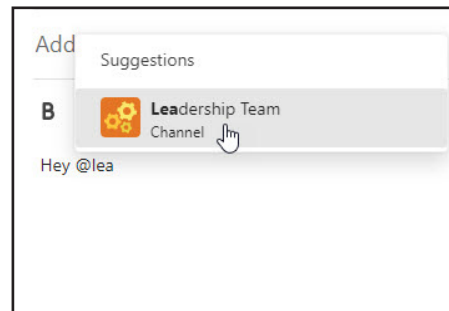 Add
Suggestions
B
Leadership Team
Channel
Hey @lea